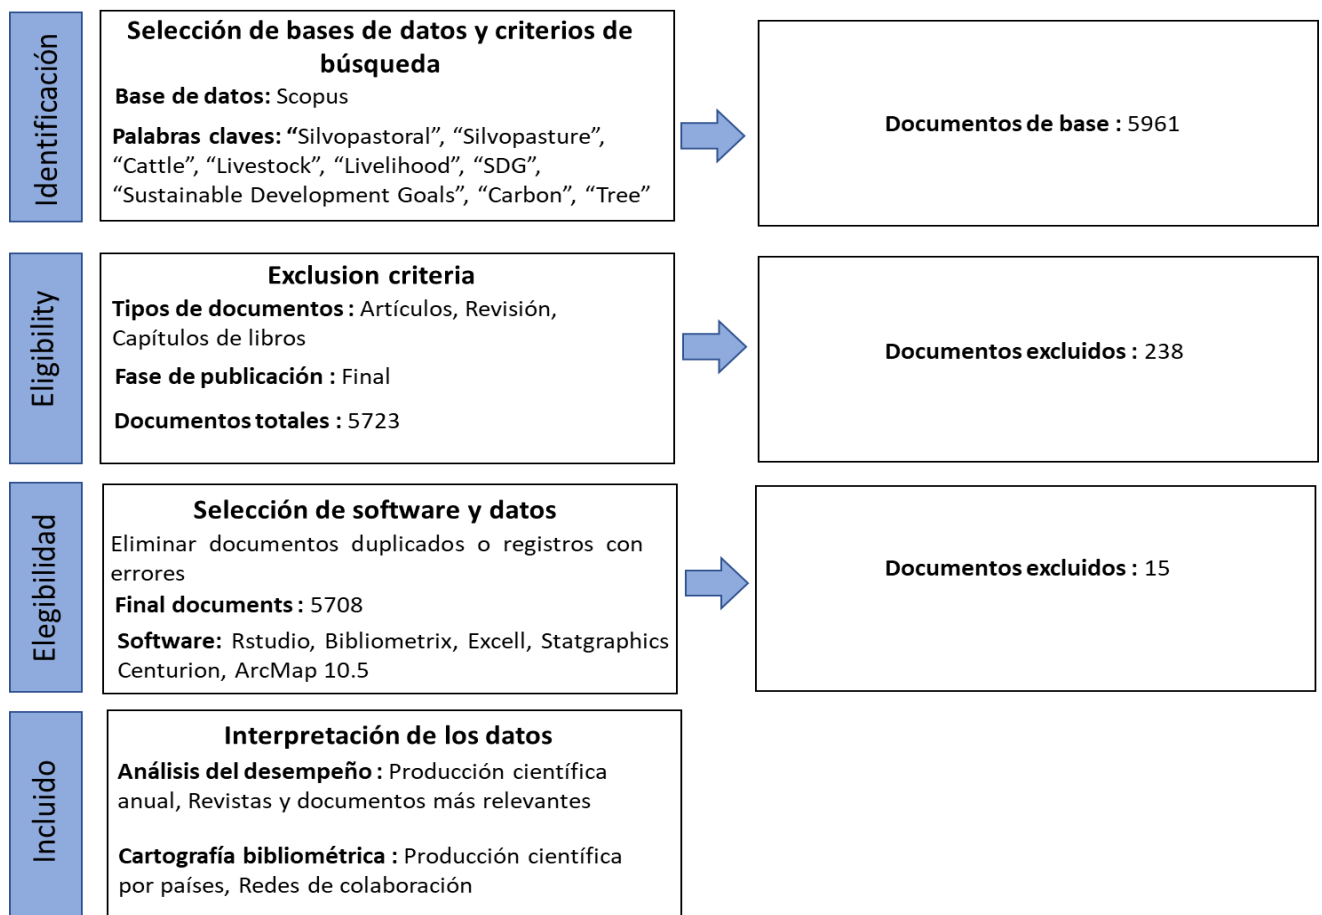 Identificación
Selección de bases de datos y criterios de
búsqueda
Base de datos: Scopus
Palabras claves: “Silvopastoral”, “Silvopasture”,
“Cattle”, “Livestock”, “Livelihood”, “SDG”,
“Sustainable Development Goals”, “Carbon”, “Tree”
Documentos de base : 5961
Eligibility
Exclusion criteria
Tipos de documentos : Artículos, Revisión,
Capítulos de libros
Fase de publicación : Final
Documentos totales : 5723
Documentos excluidos : 238
Elegibilidad
Selección de software y datos
Eliminar documentos duplicados o registros con
errores
Final documents : 5708
Software: Rstudio, Bibliometrix, Excell, Statgraphics
Centurion, ArcMap 10.5
Documentos excluidos : 15
Incluido
Interpretación de los datos
Análisis del desempeño : Producción científica
anual, Revistas y documentos más relevantes
Cartografía bibliométrica : Producción científica
por países, Redes de colaboración